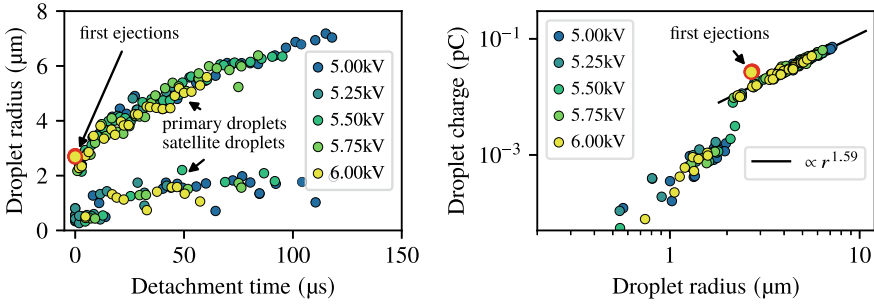 first ejections
primary droplets
satellite droplets
5.00kV
5.25kV
5.50kV
5.75kV
6.00kV
8
6
4
2
0
0
50
100
150
Droplet radius (μm)
Detachment time (μs)
first ejections
5.00kV
5.25kV
5.50kV
5.75kV
6.00kV
∝ r^1.59
10^−1
10^−3
1
10
Droplet charge (pC)
Droplet radius (μm)